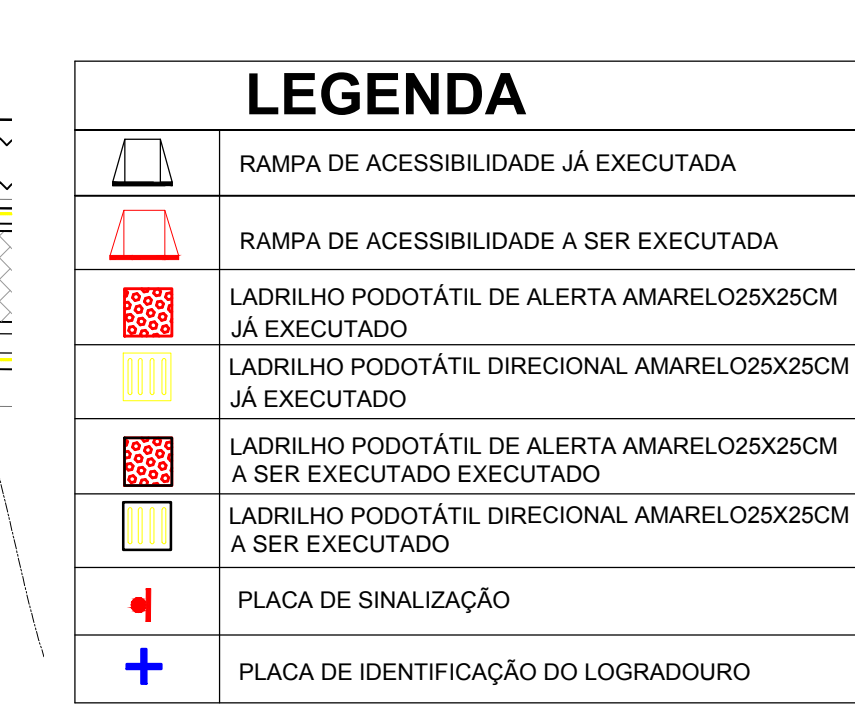 LEGENDA
RAMPA DE ACESSIBILIDADE JÁ EXECUTADA
RAMPA DE ACESSIBILIDADE A SER EXECUTADA
LADRILHO PODOTÁTIL DE ALERTA AMARELO25X25CM
JÁ EXECUTADO
LADRILHO PODOTÁTIL DIRECIONAL AMARELO25X25CM
JÁ EXECUTADO
LADRILHO PODOTÁTIL DE ALERTA AMARELO25X25CM
A SER EXECUTADO EXECUTADO
LADRILHO PODOTÁTIL DIRECIONAL AMARELO25X25CM
A SER EXECUTADO
PLACA DE SINALIZAÇÃO
PLACA DE IDENTIFICAÇÃO DO LOGRADOURO